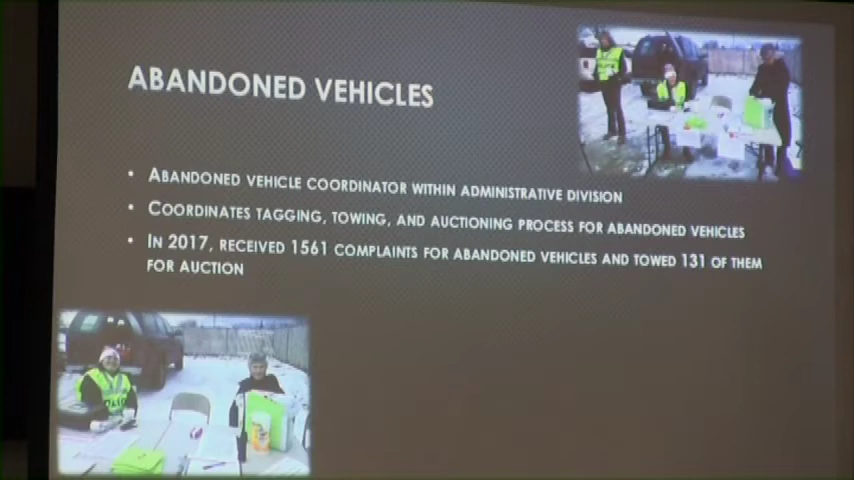 ABANDONED VEHICLES
• ABANDONED VEHICLE COORDINATOR WITHIN ADMINISTRATIVE DIVISION
• COORDINATES TAGGING, TOWING, AND AUCTIONING PROCESS FOR ABANDONED VEHICLES
• IN 2017, RECEIVED 1561 COMPLAINTS FOR ABANDONED VEHICLES AND TOWED 131 OF THEM
FOR AUCTION